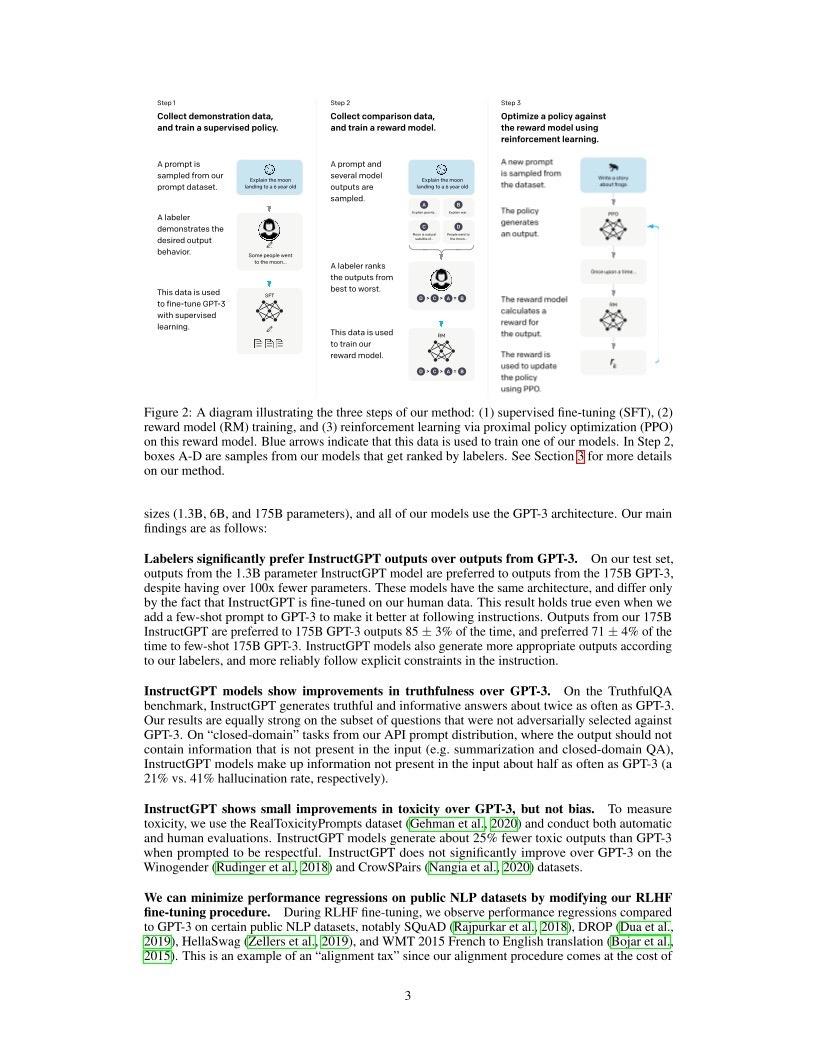 Step 1
Collect demonstration data,
and train a supervised policy.
A prompt is
sampled from our
prompt dataset.
Explain the moon
landing to a 6 year old
A labeler
demonstrates the
desired output
behavior.
Some people went
to the moon...
This data is used
to fine-tune GPT-3
with supervised
learning.
SFT
Step 2
Collect comparison data,
and train a reward model.
A prompt and
several model
outputs are
sampled.
Explain the moon
landing to a 6 year old
A
Explain gravity...
B
Explain war...
C
Moon is natural
satellite of...
D
People went to
the moon...
A labeler ranks
the outputs from
best to worst.
D > C > A = B
This data is used
to train our
reward model.
RM
D > C > A = B
Step 3
Optimize a policy against
the reward model using
reinforcement learning.
A new prompt
is sampled from
the dataset.
Write a story
about frogs
The policy
generates
an output.
PPO
Once upon a time...
The reward model
calculates a
reward for
the output.
RM
The reward is
used to update
the policy
using PPO.
Figure 2: A diagram illustrating the three steps of our method: (1) supervised fine-tuning (SFT), (2)
reward model (RM) training, and (3) reinforcement learning via proximal policy optimization (PPO)
on this reward model. Blue arrows indicate that this data is used to train one of our models. In Step 2,
boxes A-D are samples from our models that get ranked by labelers. See Section 3 for more details
on our method.
sizes (1.3B, 6B, and 175B parameters), and all of our models use the GPT-3 architecture. Our main
findings are as follows:
Labelers significantly prefer InstructGPT outputs over outputs from GPT-3. On our test set,
outputs from the 1.3B parameter InstructGPT model are preferred to outputs from the 175B GPT-3,
despite having over 100x fewer parameters. These models have the same architecture, and differ only
by the fact that InstructGPT is fine-tuned on our human data. This result holds true even when we
add a few-shot prompt to GPT-3 to make it better at following instructions. Outputs from our 175B
InstructGPT are preferred to 175B GPT-3 outputs 85 ± 3% of the time, and preferred 71 ± 4% of the
time to few-shot 175B GPT-3. InstructGPT models also generate more appropriate outputs according
to our labelers, and more reliably follow explicit constraints in the instruction.
InstructGPT models show improvements in truthfulness over GPT-3. On the TruthfulQA
benchmark, InstructGPT generates truthful and informative answers about twice as often as GPT-3.
Our results are equally strong on the subset of questions that were not adversarially selected against
GPT-3. On “closed-domain” tasks from our API prompt distribution, where the output should not
contain information that is not present in the input (e.g. summarization and closed-domain QA),
InstructGPT models make up information not present in the input about half as often as GPT-3 (a
21% vs. 41% hallucination rate, respectively).
InstructGPT shows small improvements in toxicity over GPT-3, but not bias. To measure
toxicity, we use the RealToxicityPrompts dataset (Gehman et al., 2020) and conduct both automatic
and human evaluations. InstructGPT models generate about 25% fewer toxic outputs than GPT-3
when prompted to be respectful. InstructGPT does not significantly improve over GPT-3 on the
Winogender (Rudinger et al., 2018) and CrowSPairs (Nangia et al., 2020) datasets.
We can minimize performance regressions on public NLP datasets by modifying our RLHF
fine-tuning procedure. During RLHF fine-tuning, we observe performance regressions compared
to GPT-3 on certain public NLP datasets, notably SQuAD (Rajpurkar et al., 2018), DROP (Dua et al.,
2019), HellaSwag (Zellers et al., 2019), and WMT 2015 French to English translation (Bojar et al.,
2015). This is an example of an “alignment tax” since our alignment procedure comes at the cost of
3